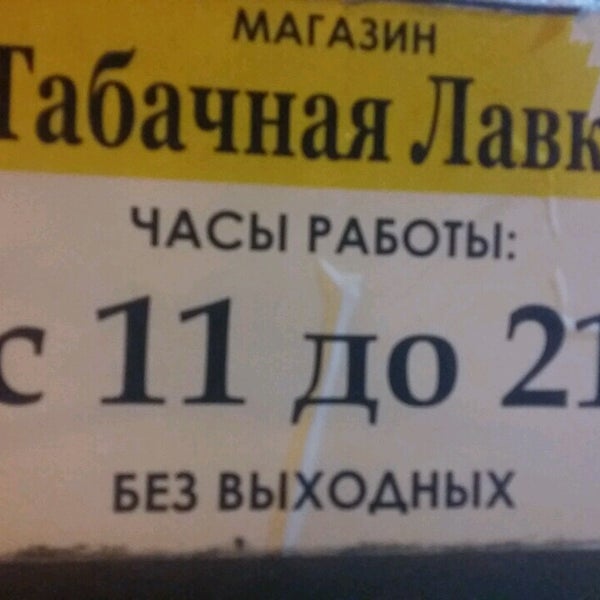 МАГАЗИН
Табачная Лавк
ЧАСЫ РАБОТЫ:
с 11 до 21
БЕЗ ВЫХОДНЫХ